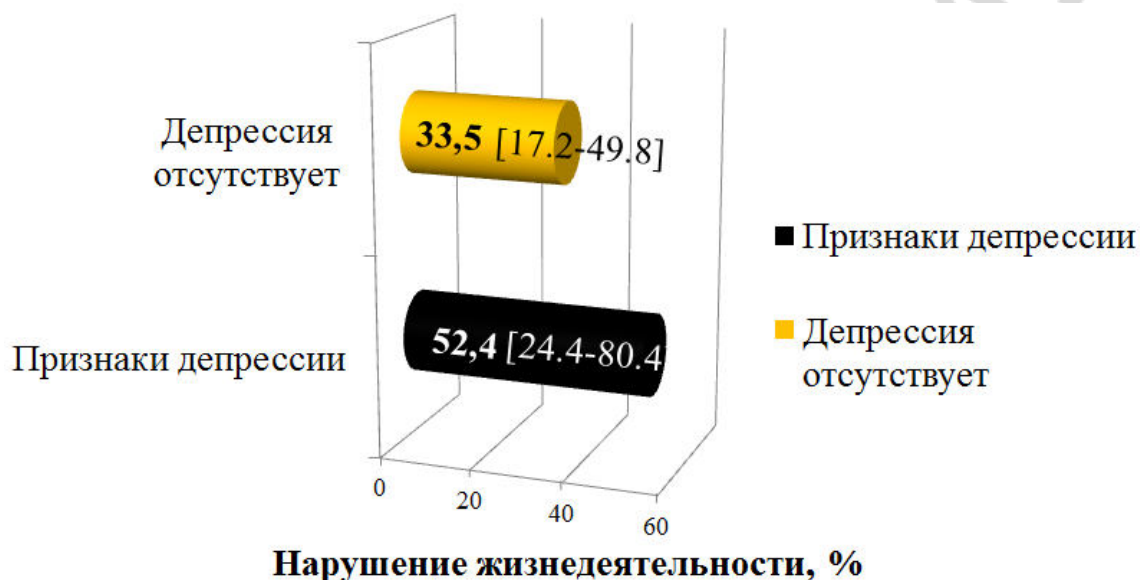 Депрессия
отсутствует
33,5 [17.2-49.8]
Признаки депрессии
52,4 [24.4-80.4
0
20
40
60
Нарушение жизнедеятельности, %
Признаки депрессии
Депрессия
отсутствует